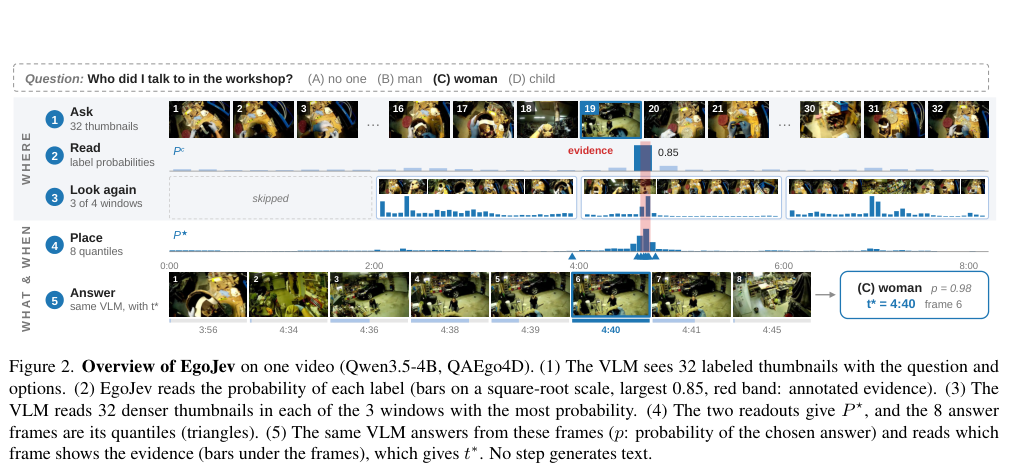 Question: Who did I talk to in the workshop? (A) no one (B) man (C) woman (D) child
WHERE
1 Ask
32 thumbnails
1 2 3 ... 16 17 18 19 20 21 ... 30 31 32
2 Read
label probabilities
Pᶜ
evidence 0.85
3 Look again
3 of 4 windows
skipped
WHAT & WHEN
4 Place
8 quantiles
P★
0:00 2:00 4:00 6:00 8:00
5 Answer
same VLM, with t*
1 2 3 4 5 6 7 8
3:56 4:34 4:36 4:38 4:39 4:40 4:41 4:45
(C) woman p = 0.98
t* = 4:40 frame 6
Figure 2. Overview of EgoJev on one video (Qwen3.5-4B, QAEgo4D). (1) The VLM sees 32 labeled thumbnails with the question and
options. (2) EgoJev reads the probability of each label (bars on a square-root scale, largest 0.85, red band: annotated evidence). (3) The
VLM reads 32 denser thumbnails in each of the 3 windows with the most probability. (4) The two readouts give P★, and the 8 answer
frames are its quantiles (triangles). (5) The same VLM answers from these frames (p: probability of the chosen answer) and reads which
frame shows the evidence (bars under the frames), which gives t*. No step generates text.